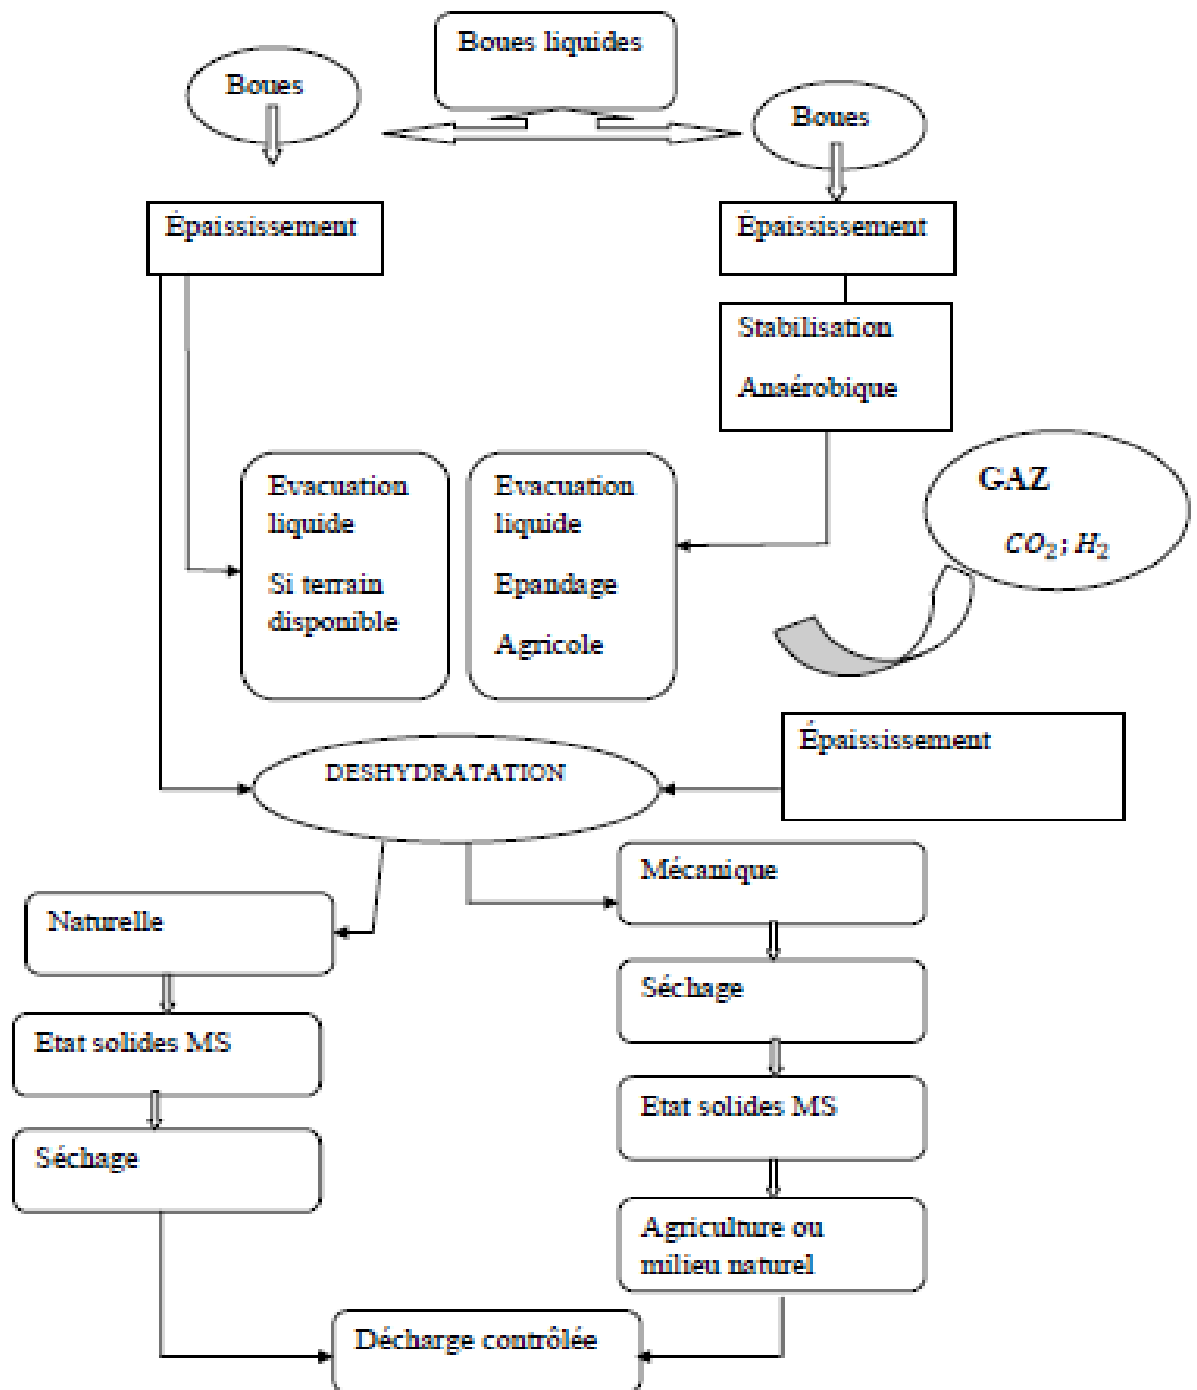 Boues liquides
Boues
Boues
Épaississement
Épaississement
Stabilisation
Anaérobique
Evacuation
liquide
Si terrain
disponible
Evacuation
liquide
Epandage
Agricole
GAZ
CO₂; H₂
Épaississement
DESHYDRATATION
Mécanique
Naturelle
Séchage
Etat solides MS
Etat solides MS
Séchage
Agriculture ou
milieu naturel
Décharge contrôlée